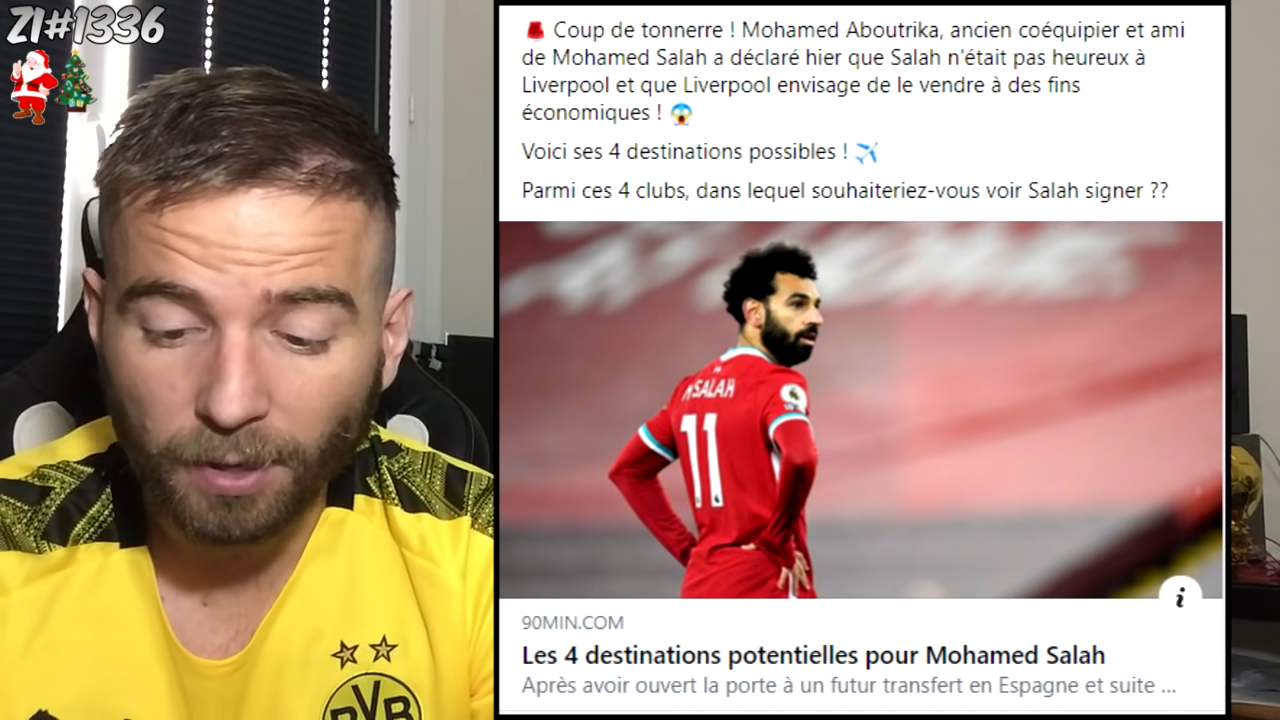 ZI#1336
Coup de tonnerre ! Mohamed Aboutrika, ancien coéquipier et ami
de Mohamed Salah a déclaré hier que Salah n'était pas heureux à
Liverpool et que Liverpool envisage de le vendre à des fins
économiques !
Voici ses 4 destinations possibles !
Parmi ces 4 clubs, dans lequel souhaiteriez-vous voir Salah signer ??
M.SALAH
11
i
90MIN.COM
Les 4 destinations potentielles pour Mohamed Salah
Après avoir ouvert la porte à un futur transfert en Espagne et suite ...
BVB